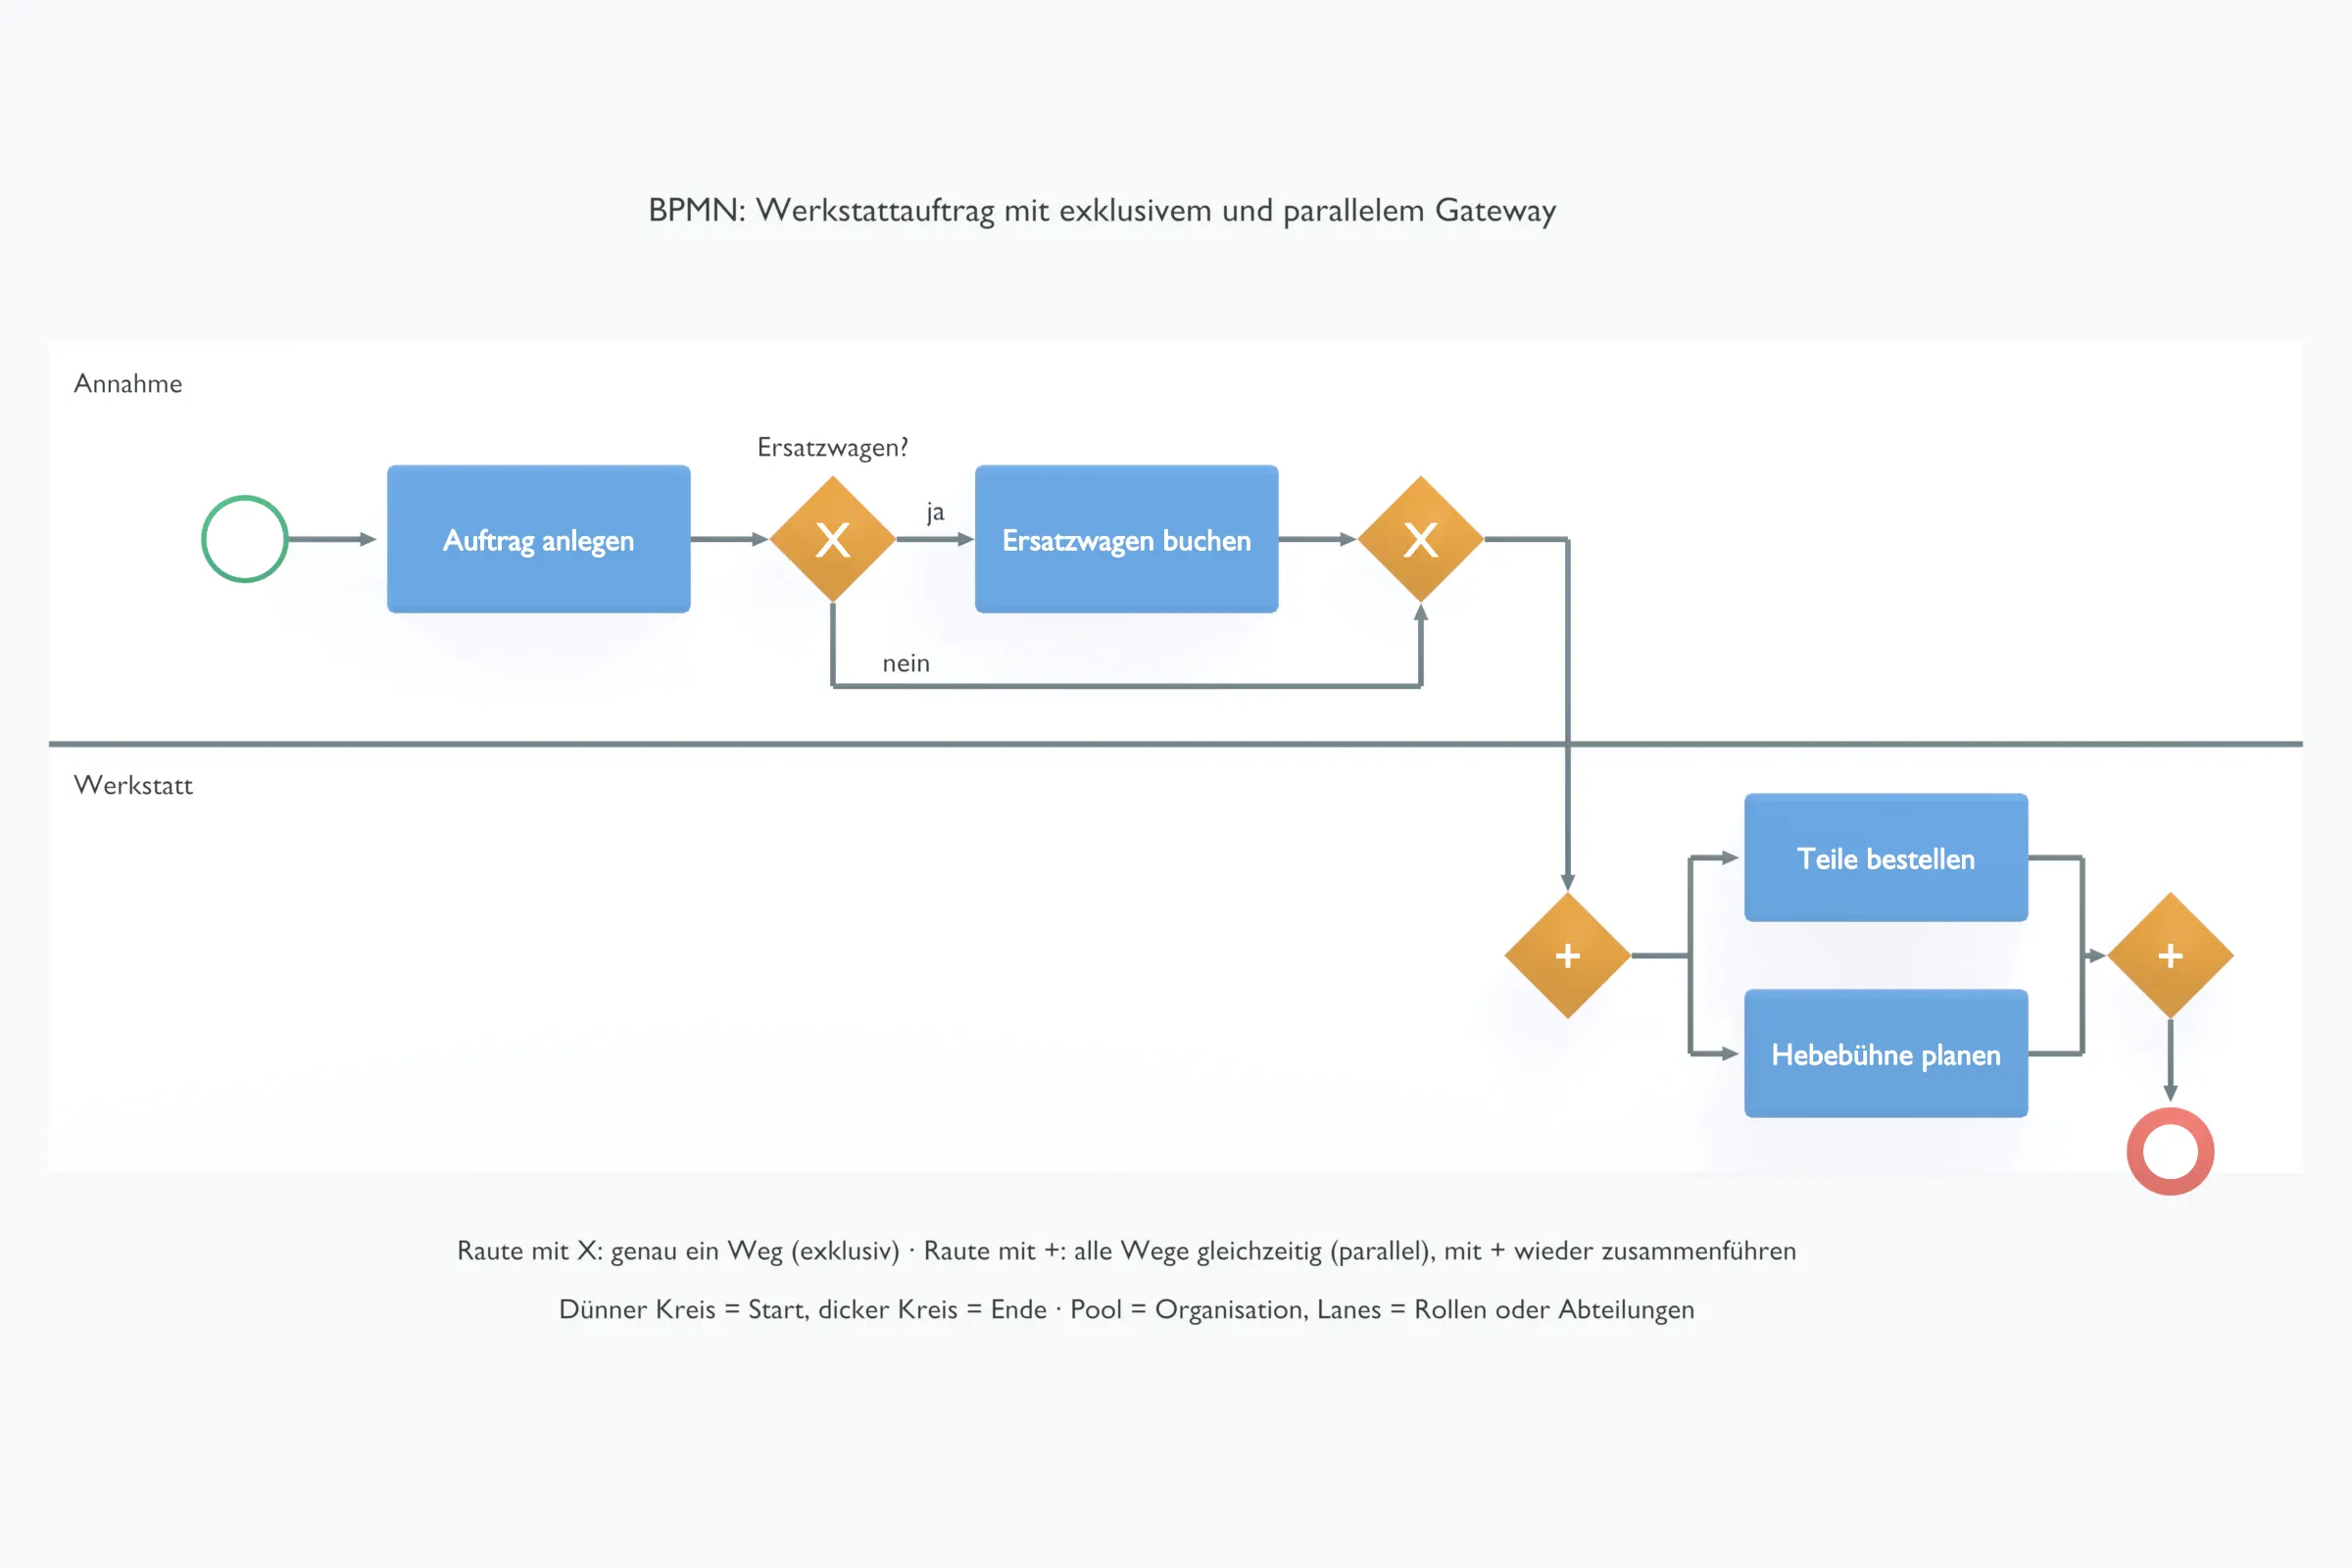 BPMN: Werkstattauftrag mit exklusivem und parallelem Gateway
Annahme
Ersatzwagen?
Auftrag anlegen
X
ja
Ersatzwagen buchen
X
nein
Werkstatt
Teile bestellen
+
+
Hebebühne planen
Raute mit X: genau ein Weg (exklusiv) · Raute mit +: alle Wege gleichzeitig (parallel), mit + wieder zusammenführen
Dünner Kreis = Start, dicker Kreis = Ende · Pool = Organisation, Lanes = Rollen oder Abteilungen